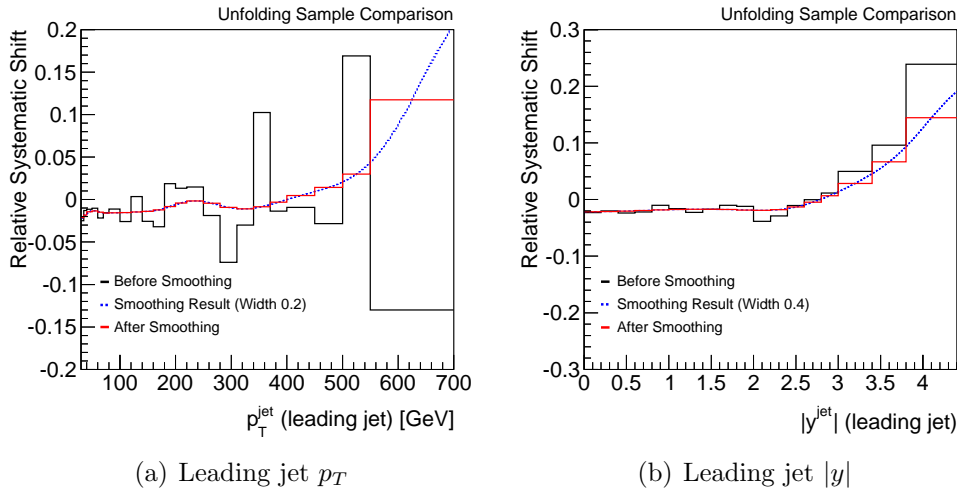 Unfolding Sample Comparison
Relative Systematic Shift
0.2
0.15
0.1
0.05
0
-0.05
-0.1
-0.15
-0.2
Before Smoothing
Smoothing Result (Width 0.2)
After Smoothing
100 200 300 400 500 600 700
p_T^jet (leading jet) [GeV]
(a) Leading jet p_T
Unfolding Sample Comparison
Relative Systematic Shift
0.3
0.2
0.1
0
-0.1
-0.2
-0.3
Before Smoothing
Smoothing Result (Width 0.4)
After Smoothing
0 0.5 1 1.5 2 2.5 3 3.5 4
|y^jet| (leading jet)
(b) Leading jet |y|